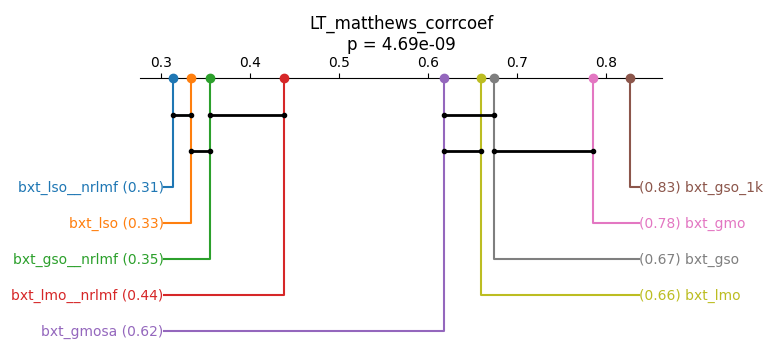 LT_matthews_corrcoef
p = 4.69e-09
0.3 0.4 0.5 0.6 0.7 0.8
bxt_lso__nrlmf (0.31) (0.83) bxt_gso_1k
bxt_lso (0.33) (0.78) bxt_gmo
bxt_gso__nrlmf (0.35) (0.67) bxt_gso
bxt_lmo__nrlmf (0.44) (0.66) bxt_lmo
bxt_gmosa (0.62)